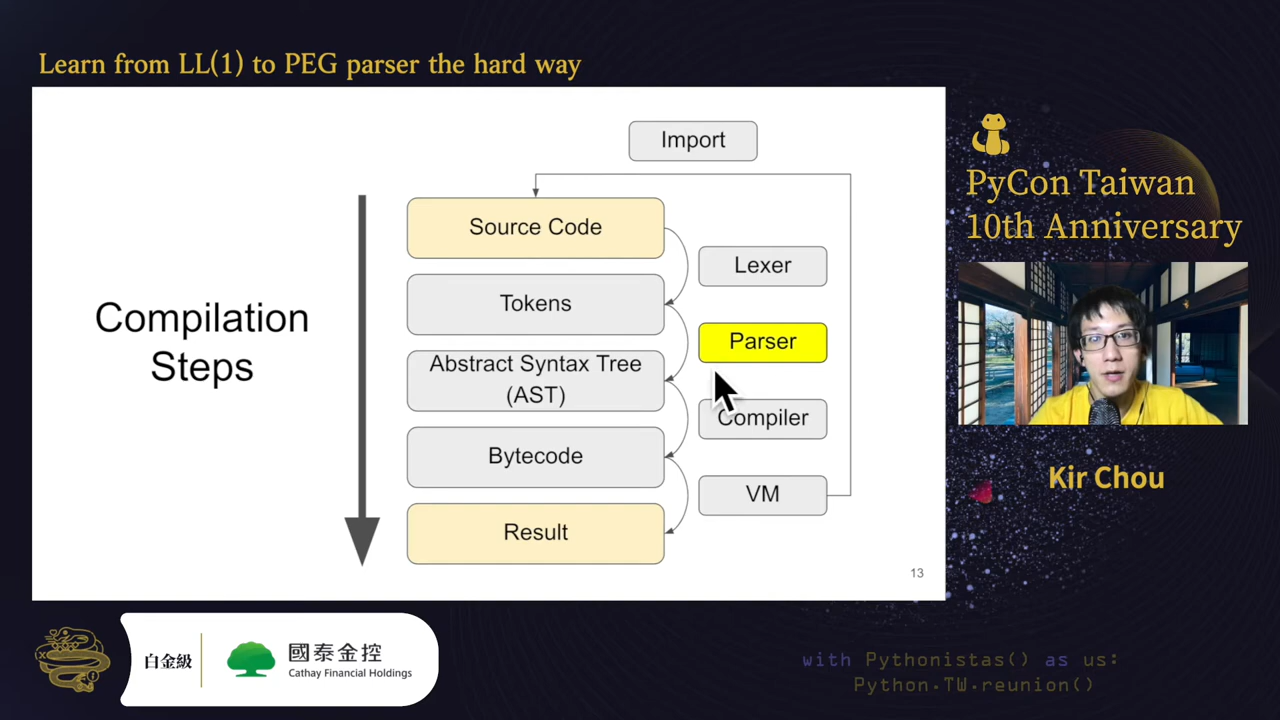 Learn from LL(1) to PEG parser the hard way
Import
Source Code
Lexer
Tokens
Parser
Abstract Syntax Tree
(AST)
Compiler
Bytecode
VM
Result
Compilation
Steps
13
PyCon Taiwan
10th Anniversary
Kir Chou
白金級
國泰金控
Cathay Financial Holdings
with Pythonistas() as us:
Python.TW.reunion()